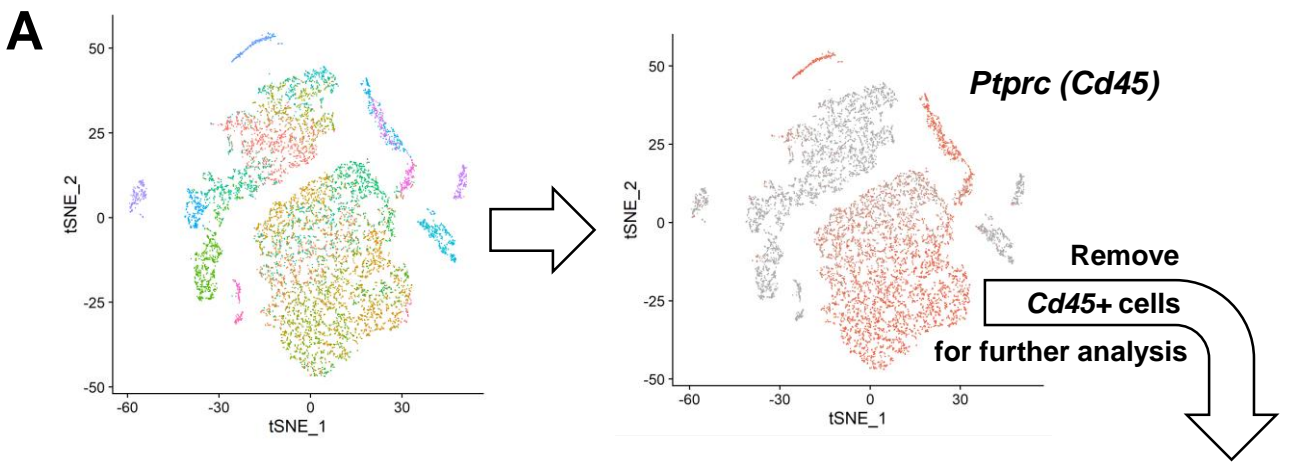 A
50
25
0
-25
-50
tSNE_2
-60 -30 0 30
tSNE_1
Ptprc (Cd45)
50
25
0
-25
-50
tSNE_2
-60 -30 0 30
tSNE_1
Remove
Cd45+ cells
for further analysis